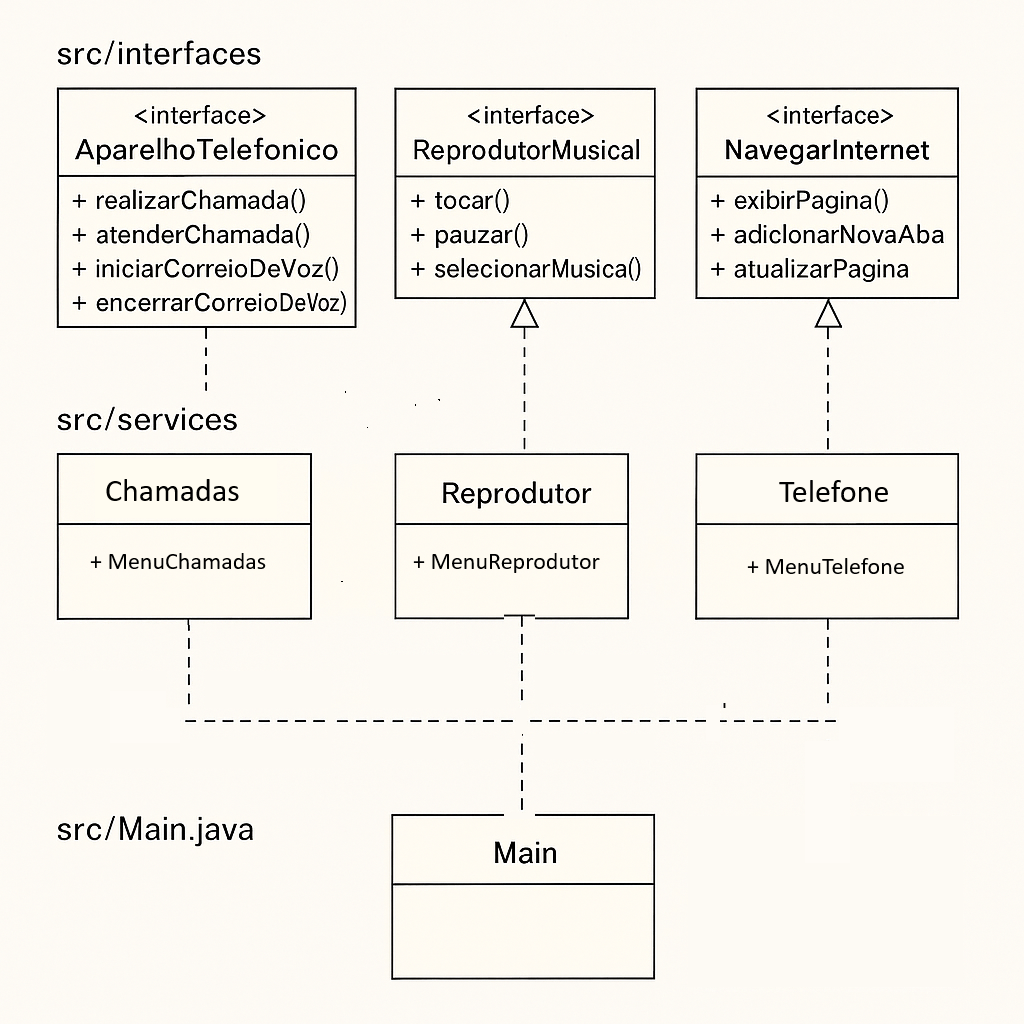 src/interfaces
<interface>
AparelhoTelefonico
+ realizarChamada()
+ atenderChamada()
+ iniciarCorreioDeVoz()
+ encerrarCorreioDeVoz)
<interface>
ReprodutorMusical
+ tocar()
+ pauzar()
+ selecionarMusica()
<interface>
NavegarInternet
+ exibirPagina()
+ adiclonarNovaAba
+ atualizarPagina
src/services
Chamadas
+ MenuChamadas
Reprodutor
+ MenuReprodutor
Telefone
+ MenuTelefone
src/Main.java
Main